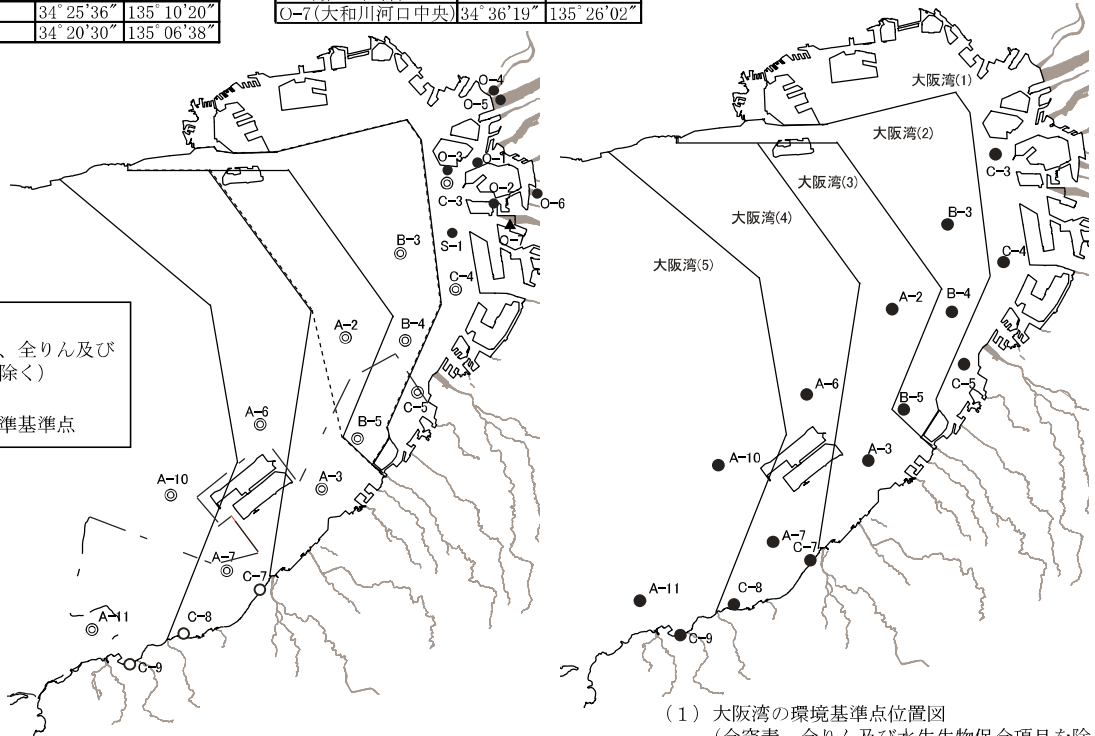 34°25'36" 135°10'20"
34°20'30" 135°06'38"
O-7(大和川河口中央) 34°36'19" 135°26'02"
、全りん及び
除く)
準基準点
O-4
O-5
O-3
O-1
O-2
O-6
C-3
O-7
S-1
B-3
C-4
A-2
B-4
C-5
A-6
B-5
A-10
A-3
A-7
C-7
A-11
C-8
C-9
大阪湾(1)
大阪湾(2)
C-3
大阪湾(3)
B-3
大阪湾(4)
C-4
大阪湾(5)
A-2
B-4
C-5
A-6
B-5
A-10
A-3
A-7
C-7
A-11
C-8
C-9
(1)大阪湾の環境基準点位置図